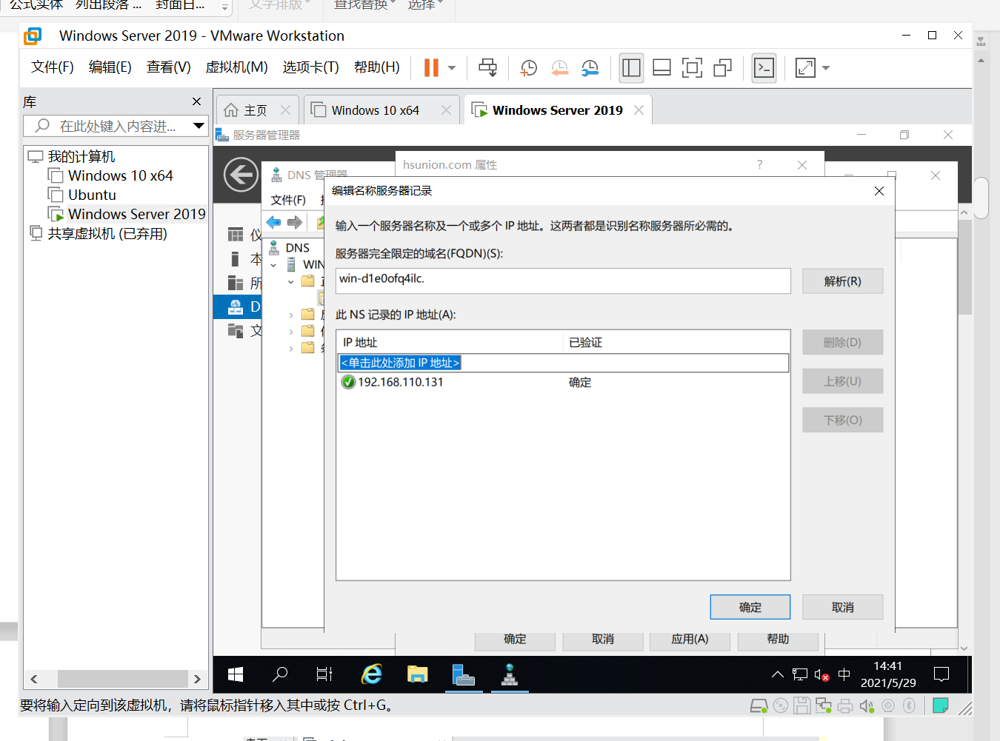 公式实体 列出段落 ... 封面日... 文字排版 查找替换 选择
Windows Server 2019 - VMware Workstation
文件(F) 编辑(E) 查看(V) 虚拟机(M) 选项卡(T) 帮助(H)
库
主页
Windows 10 x64
Windows Server 2019
在此处键入内容进...
服务器管理器
我的计算机
Windows 10 x64
Ubuntu
Windows Server 2019
共享虚拟机 (已弃用)
hsunion.com 属性
DNS 管理器
编辑名称服务器记录
文件(F)
输入一个服务器名称及一个或多个 IP 地址。这两者都是识别名称服务器所必需的。
DNS
服务器完全限定的域名(FQDN)(S):
WIN
win-d1e0ofq4ilc.
解析(R)
本
所
D
文
此 NS 记录的 IP 地址(A):
IP 地址 已验证
删除(D)
<单击此处添加 IP 地址>
192.168.110.131 确定
上移(U)
下移(O)
确定 取消
确定 取消 应用(A) 帮助
中
14:41
2021/5/29
要将输入定向到该虚拟机，请将鼠标指针移入其中或按 Ctrl+G。